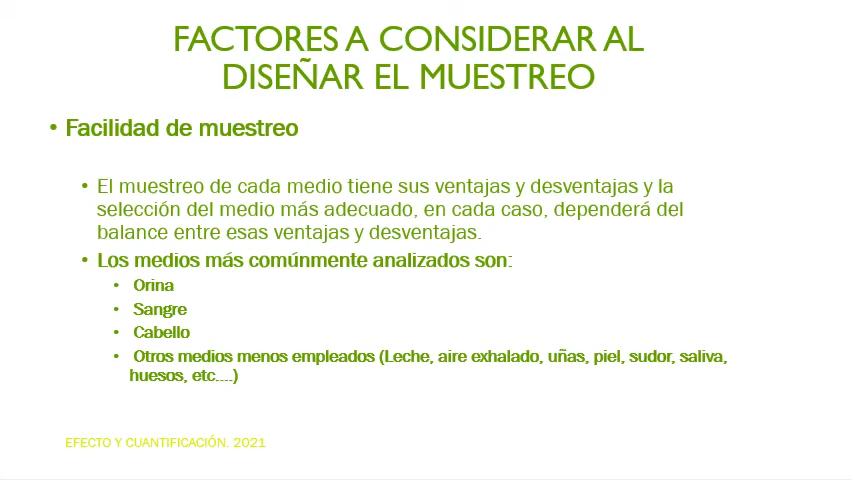 FACTORES A CONSIDERAR AL
DISEÑAR EL MUESTREO
• Facilidad de muestreo
• El muestreo de cada medio tiene sus ventajas y desventajas y la
selección del medio más adecuado, en cada caso, dependerá del
balance entre esas ventajas y desventajas.
• Los medios más comúnmente analizados son:
• Orina
• Sangre
• Cabello
• Otros medios menos empleados (Leche, aire exhalado, uñas, piel, sudor, saliva,
huesos, etc....)
EFECTO Y CUANTIFICACIÓN. 2021